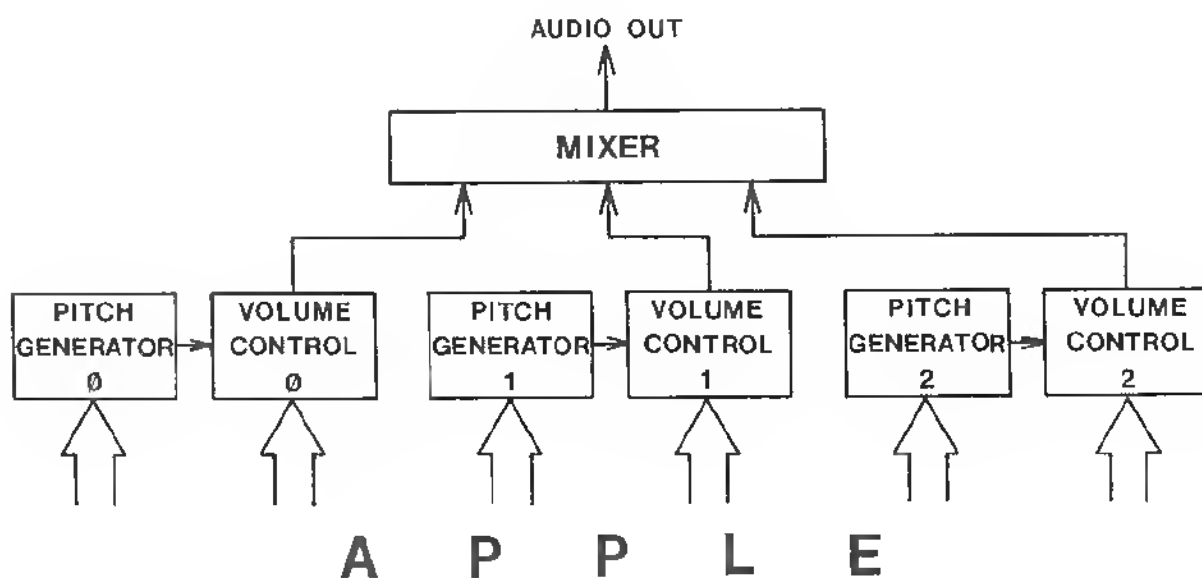 AUDIO OUT
MIXER
PITCH GENERATOR Ø
VOLUME CONTROL Ø
PITCH GENERATOR 1
VOLUME CONTROL 1
PITCH GENERATOR 2
VOLUME CONTROL 2
A P P L E